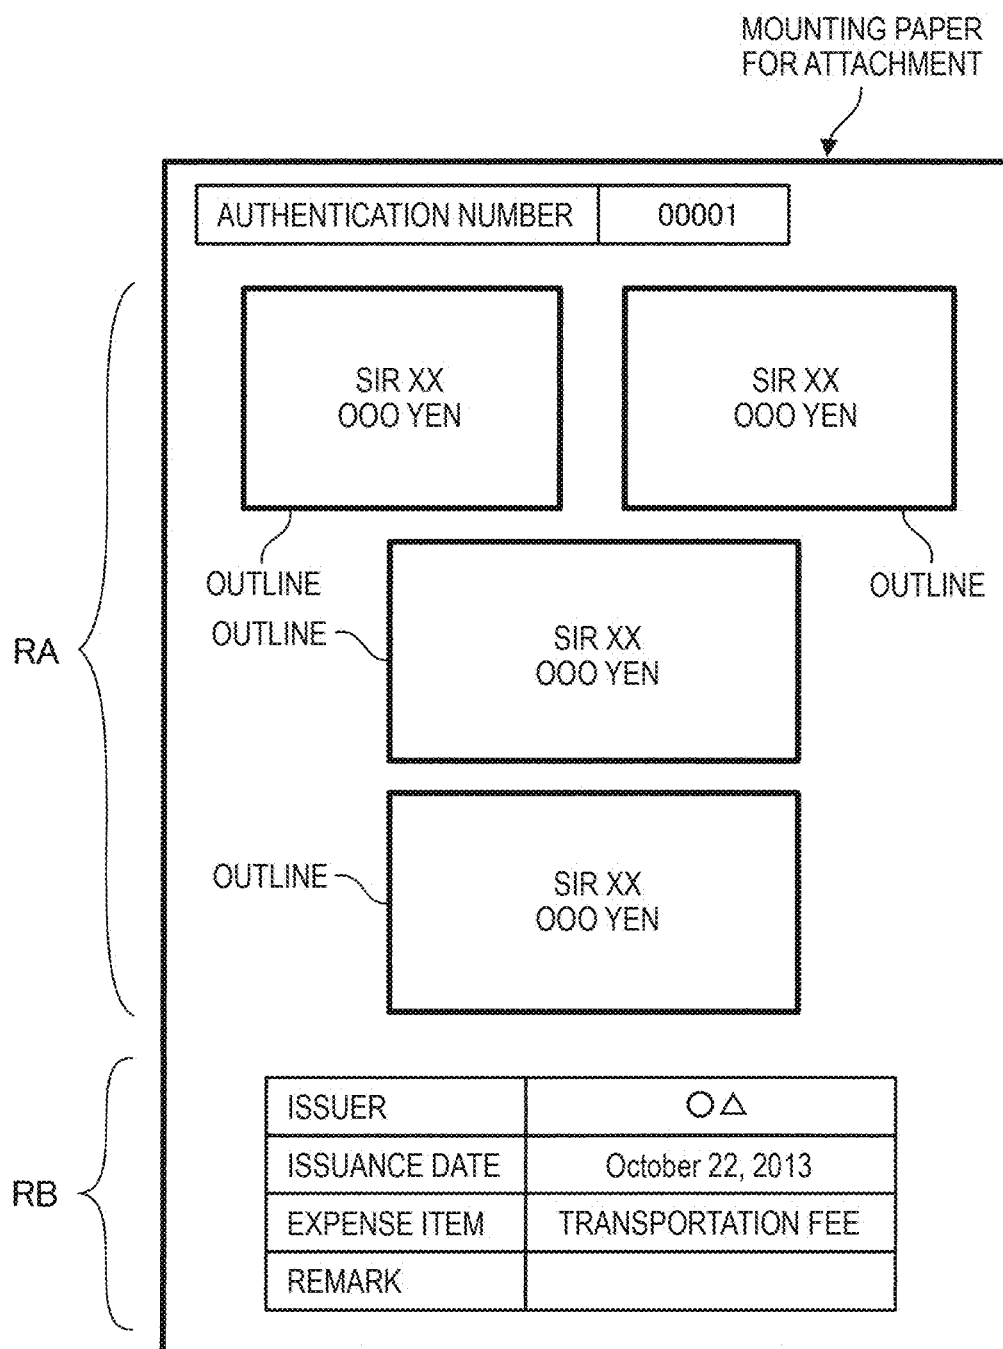 MOUNTING PAPER
FOR ATTACHMENT
AUTHENTICATION NUMBER 00001
SIR XX
OOO YEN
SIR XX
OOO YEN
OUTLINE
OUTLINE
OUTLINE
SIR XX
OOO YEN
RA
OUTLINE
SIR XX
OOO YEN
RB
ISSUER ○△
ISSUANCE DATE October 22, 2013
EXPENSE ITEM TRANSPORTATION FEE
REMARK